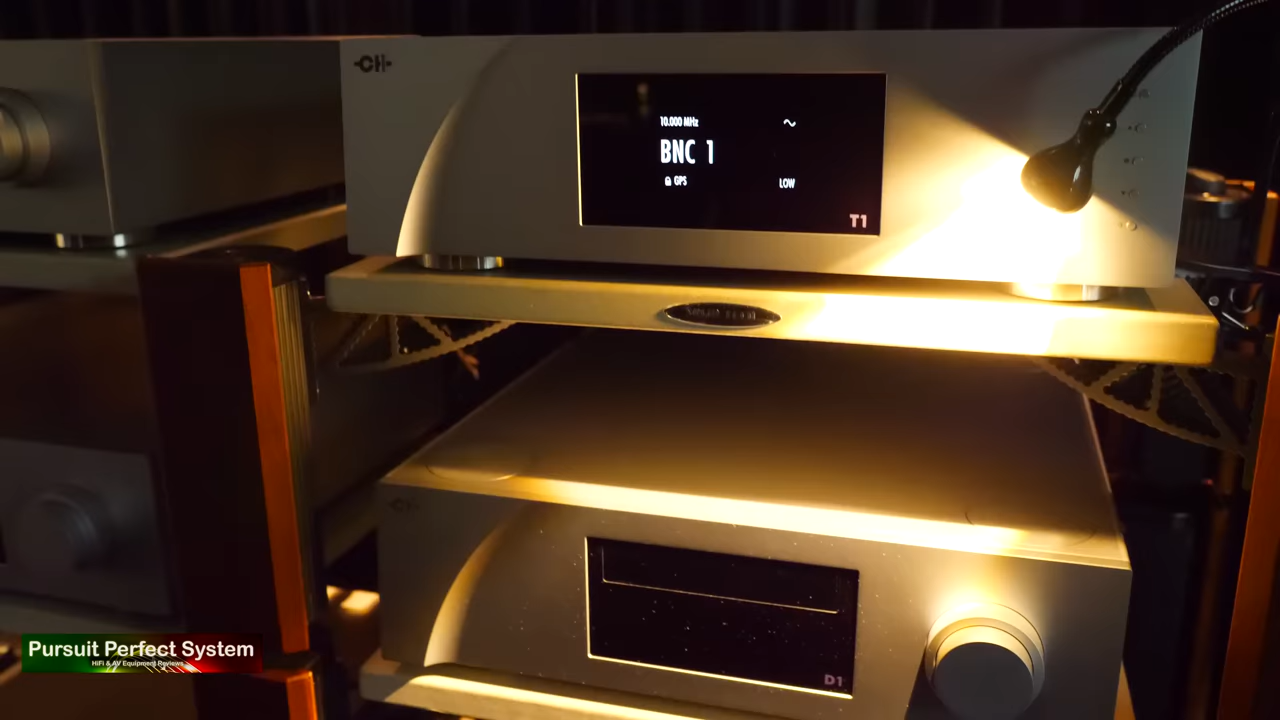 CH
10.000 MHz
BNC 1
GPS
LOW
T1
D1
Pursuit Perfect System
HiFi & AV Equipment Reviews